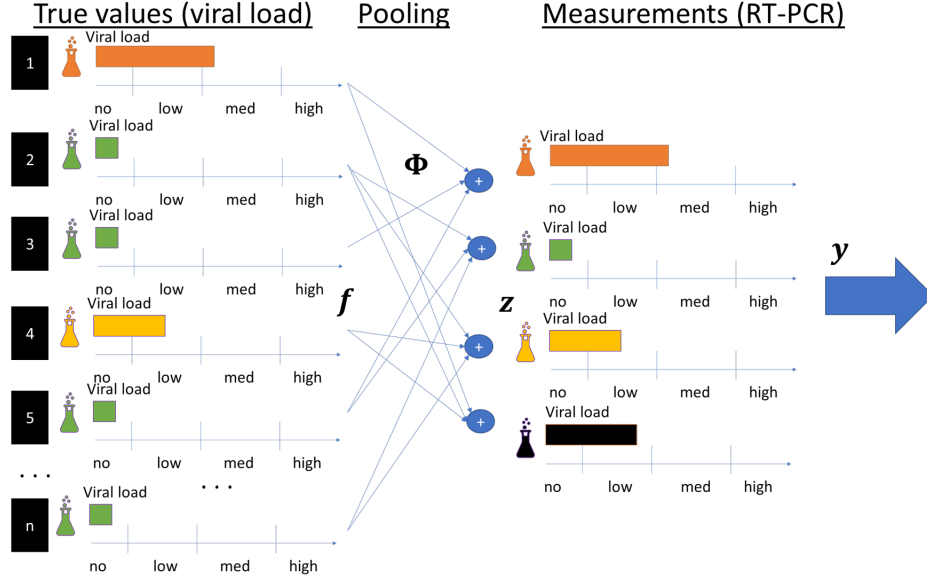 True values (viral load)
Pooling
Measurements (RT-PCR)
1
Viral load
no low med high
2
Viral load
no low med high
3
Viral load
no low med high
4
Viral load
no low med high
5
Viral load
no low med high
. . .
. . .
n
Viral load
no low med high
Φ
f
+
+
+
+
z
Viral load
no low med high
Viral load
no low med high
Viral load
no low med high
Viral load
no low med high
y